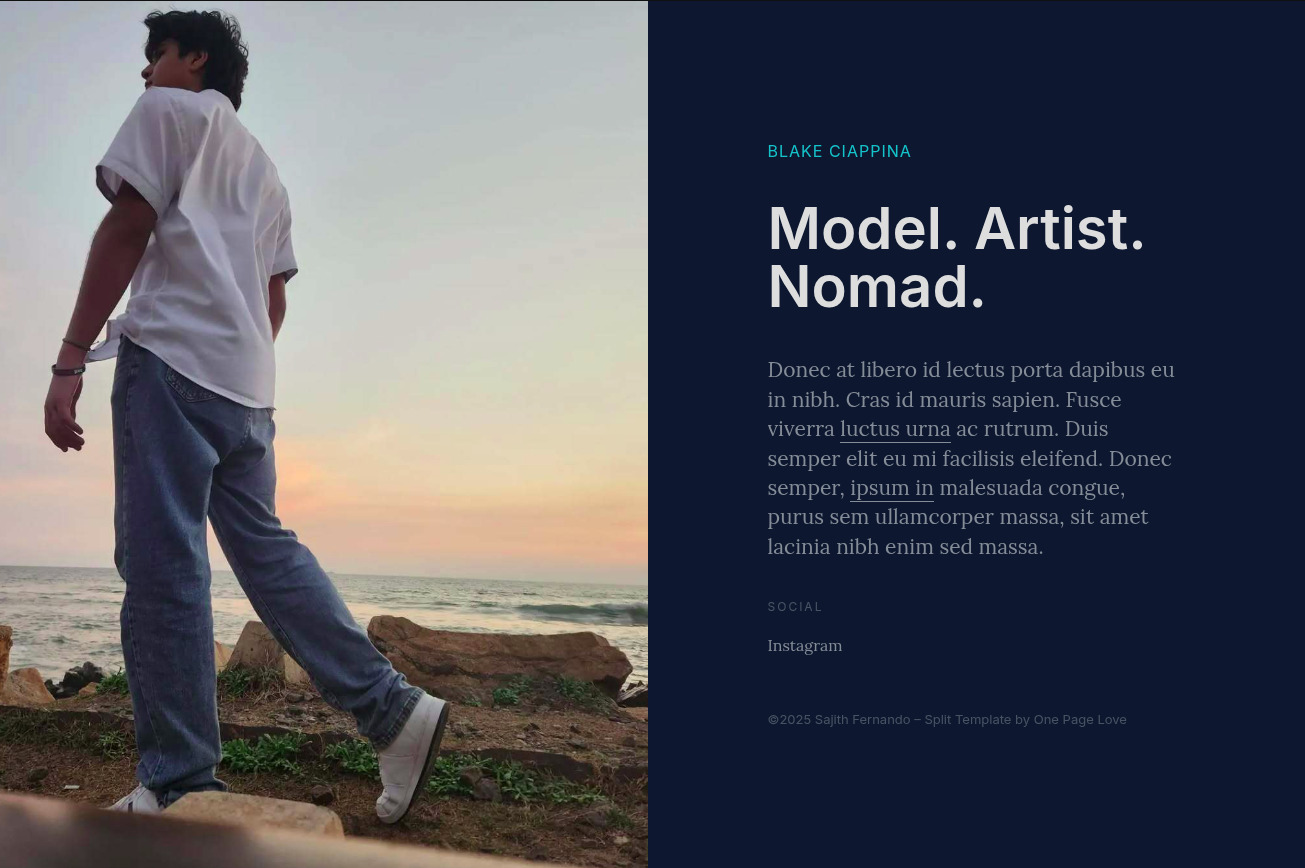 BLAKE CIAPPINA
Model. Artist.
Nomad.
Donec at libero id lectus porta dapibus eu
in nibh. Cras id mauris sapien. Fusce
viverra luctus urna ac rutrum. Duis
semper elit eu mi facilisis eleifend. Donec
semper, ipsum in malesuada congue,
purus sem ullamcorper massa, sit amet
lacinia nibh enim sed massa.
SOCIAL
Instagram
©2025 Sajith Fernando – Split Template by One Page Love